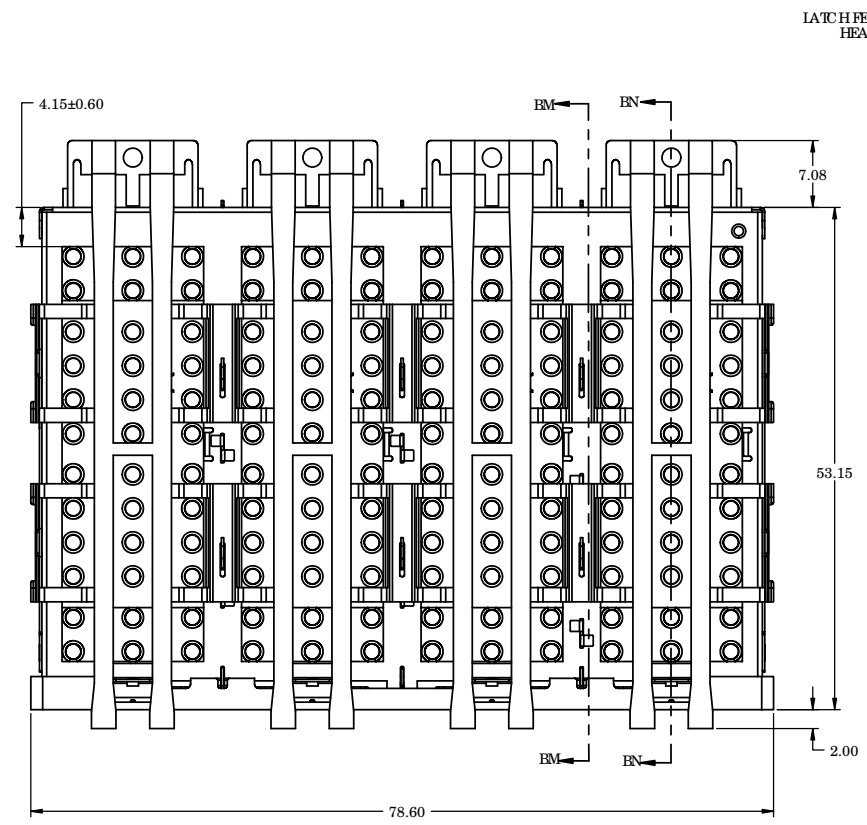 LATCH FE
HEA
4.15±0.60
BM
BN
7.08
53.15
BM
BN
2.00
78.60